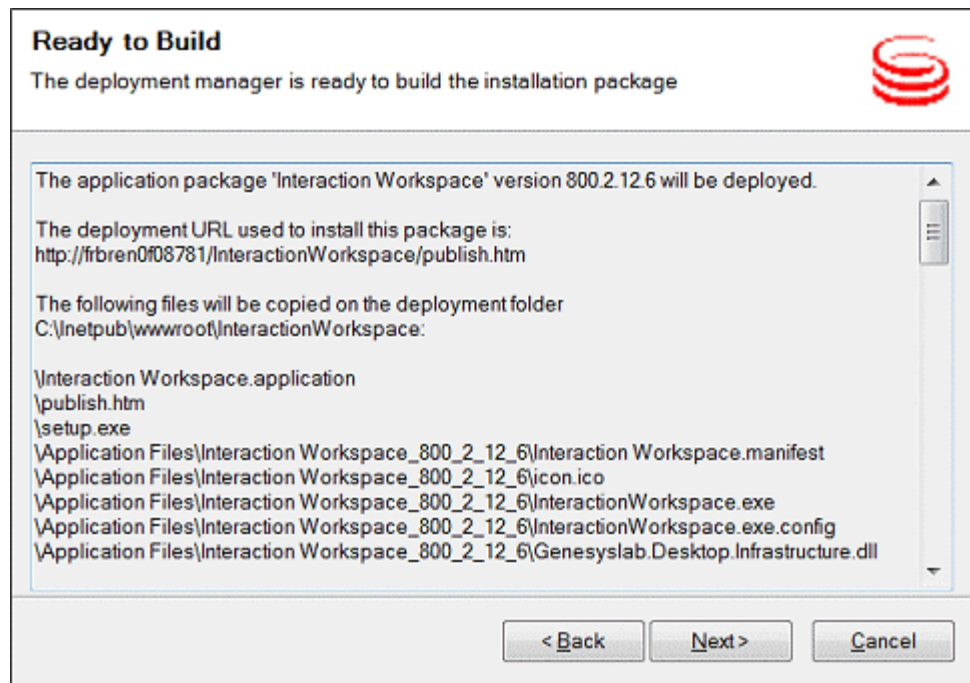 Ready to Build
The deployment manager is ready to build the installation package
The application package 'Interaction Workspace' version 800.2.12.6 will be deployed.
The deployment URL used to install this package is:
http://frbren0f08781/InteractionWorkspace/publish.htm
The following files will be copied on the deployment folder
C:\Inetpub\wwwroot\InteractionWorkspace:
\Interaction Workspace.application
\publish.htm
\setup.exe
\Application Files\Interaction Workspace_800_2_12_6\Interaction Workspace.manifest
\Application Files\Interaction Workspace_800_2_12_6\icon.ico
\Application Files\Interaction Workspace_800_2_12_6\InteractionWorkspace.exe
\Application Files\Interaction Workspace_800_2_12_6\InteractionWorkspace.exe.config
\Application Files\Interaction Workspace_800_2_12_6\Genesyslab.Desktop.Infrastructure.dll
< Back Next > Cancel